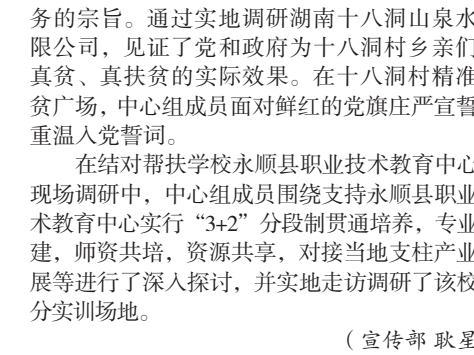 务的宗旨。通过实地调研湖南十八洞山泉水
限公司，见证了党和政府为十八洞村乡亲们
真贫、真扶贫的实际效果。在十八洞村精准
贫广场，中心组成员面对鲜红的党旗庄严宣誓
重温入党誓词。
在结对帮扶学校永顺县职业技术教育中心
现场调研中，中心组成员围绕支持永顺县职业
术教育中心实行“3+2”分段制贯通培养，专业
建，师资共培，资源共享，对接当地支柱产业
展等进行了深入探讨，并实地走访调研了该校
分实训场地。
（宣传部 耿星